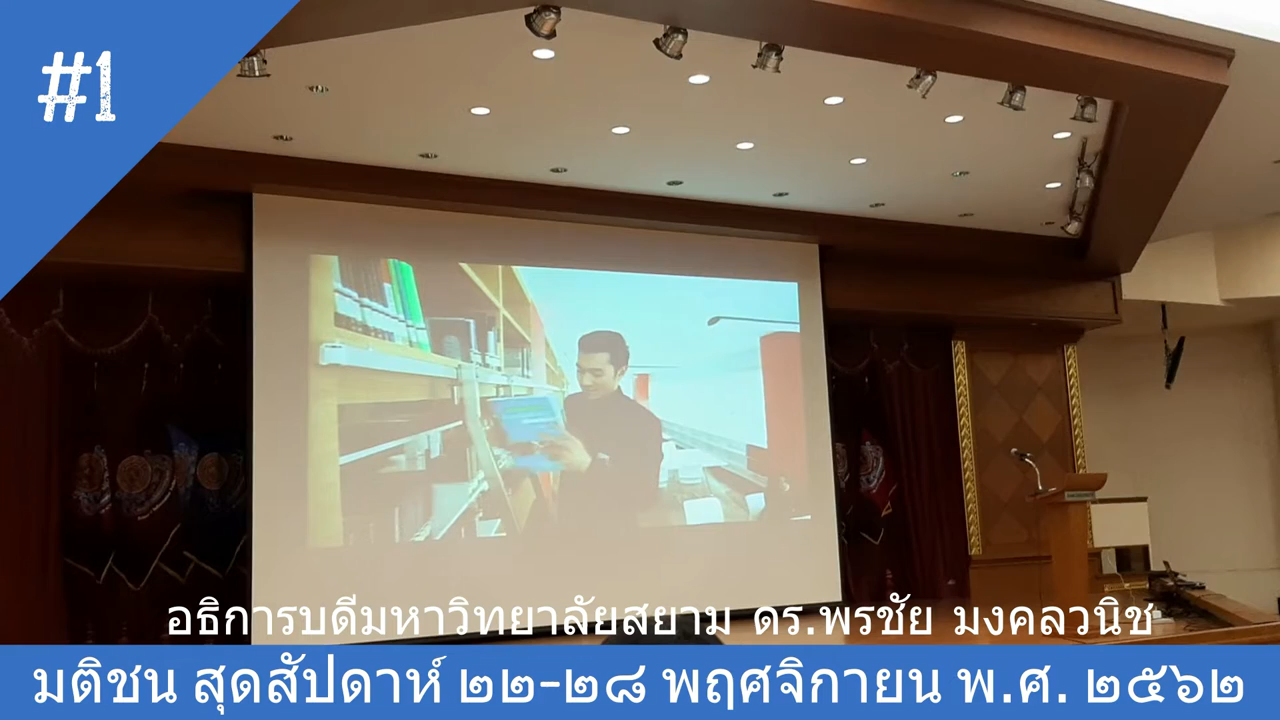 #1
อธิการบดีมหาวิทยาลัยสยาม ดร.พรชัย มงคลวนิช
มติชน สุดสัปดาห์ ๒๒-๒๘ พฤศจิกายน พ.ศ. ๒๕๖๒